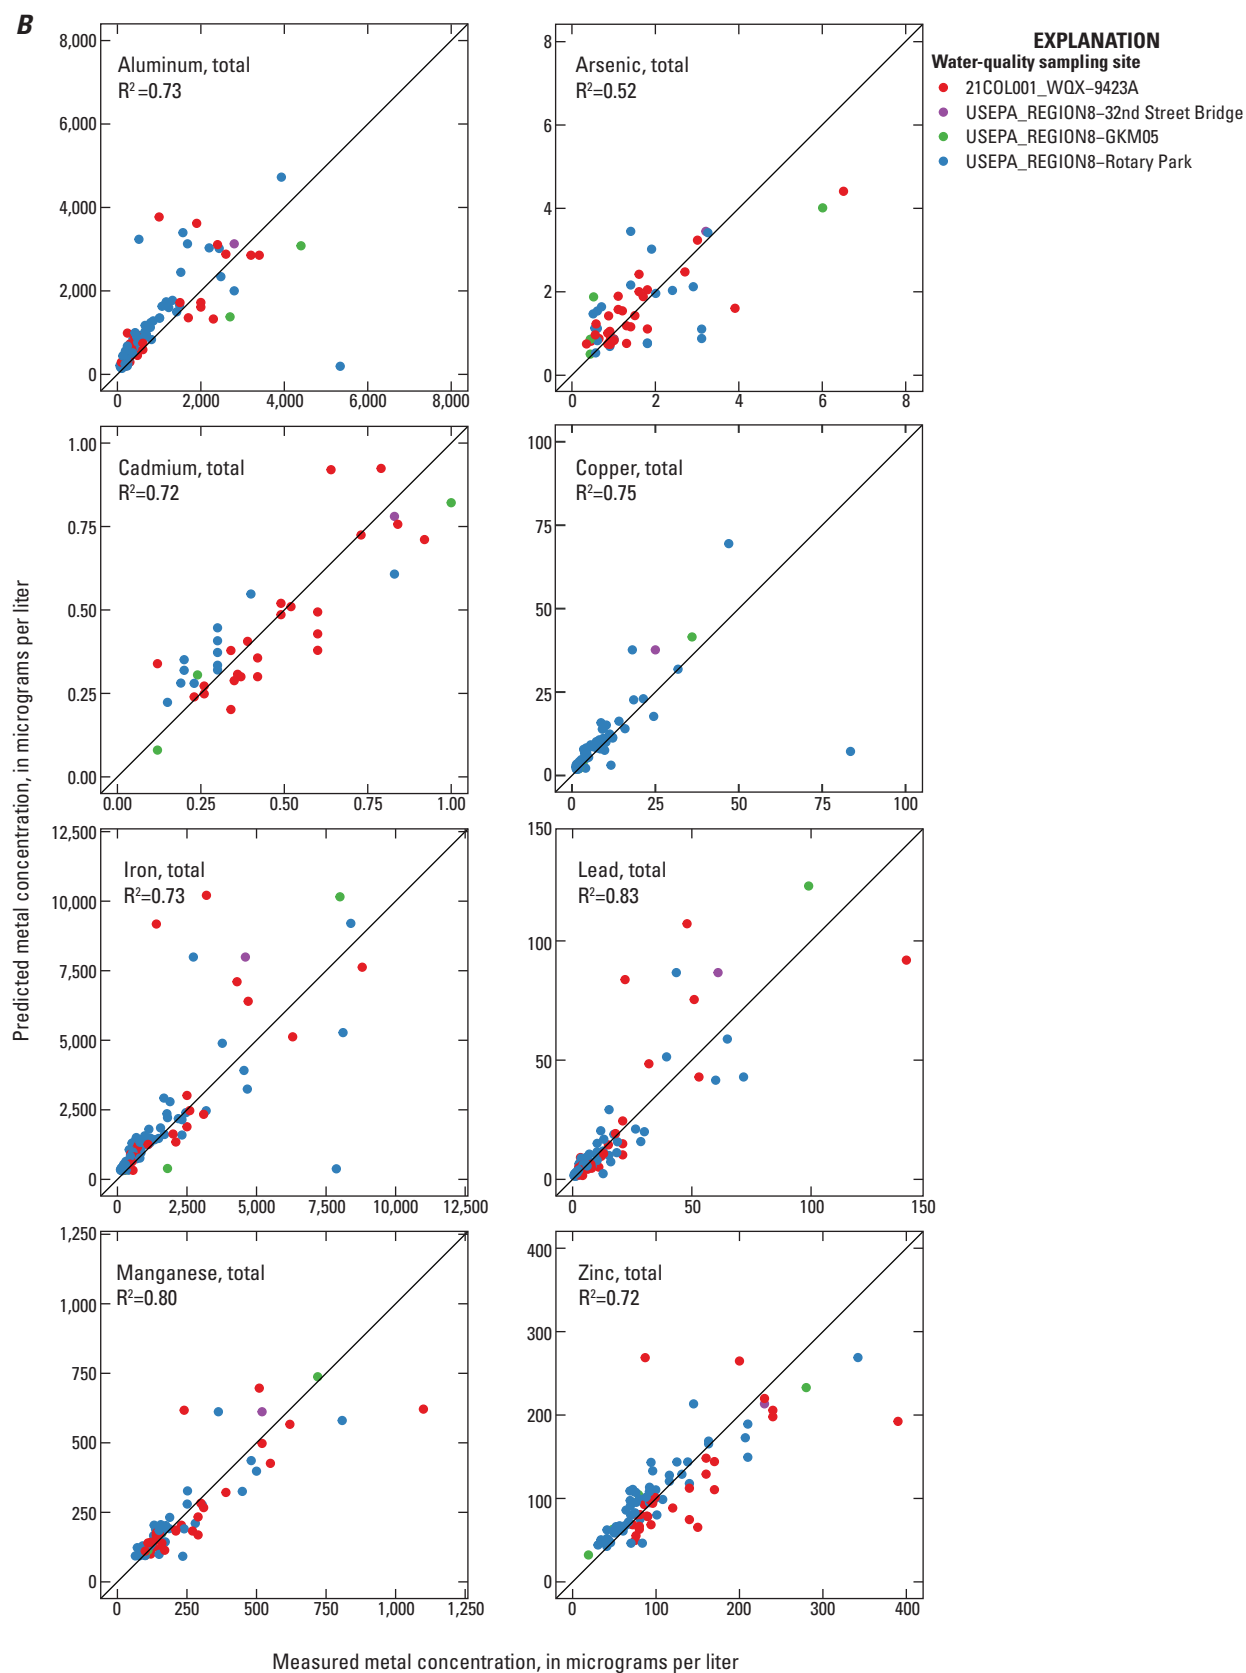 B
EXPLANATION
Water-quality sampling site
21COL001_WQX–9423A
USEPA_REGION8–32nd Street Bridge
USEPA_REGION8–GKM05
USEPA_REGION8–Rotary Park
Predicted metal concentration, in micrograms per liter
Aluminum, total
R²=0.73
8,000
6,000
4,000
2,000
0
0 2,000 4,000 6,000 8,000
Arsenic, total
R²=0.52
8
6
4
2
0
0 2 4 6 8
Cadmium, total
R²=0.72
1.00
0.75
0.50
0.25
0.00
0.00 0.25 0.50 0.75 1.00
Copper, total
R²=0.75
100
75
50
25
0
0 25 50 75 100
Iron, total
R²=0.73
12,500
10,000
7,500
5,000
2,500
0
0 2,500 5,000 7,500 10,000 12,500
Lead, total
R²=0.83
150
100
50
0
0 50 100 150
Manganese, total
R²=0.80
1,250
1,000
750
500
250
0
0 250 500 750 1,000 1,250
Zinc, total
R²=0.72
400
300
200
100
0
0 100 200 300 400
Measured metal concentration, in micrograms per liter